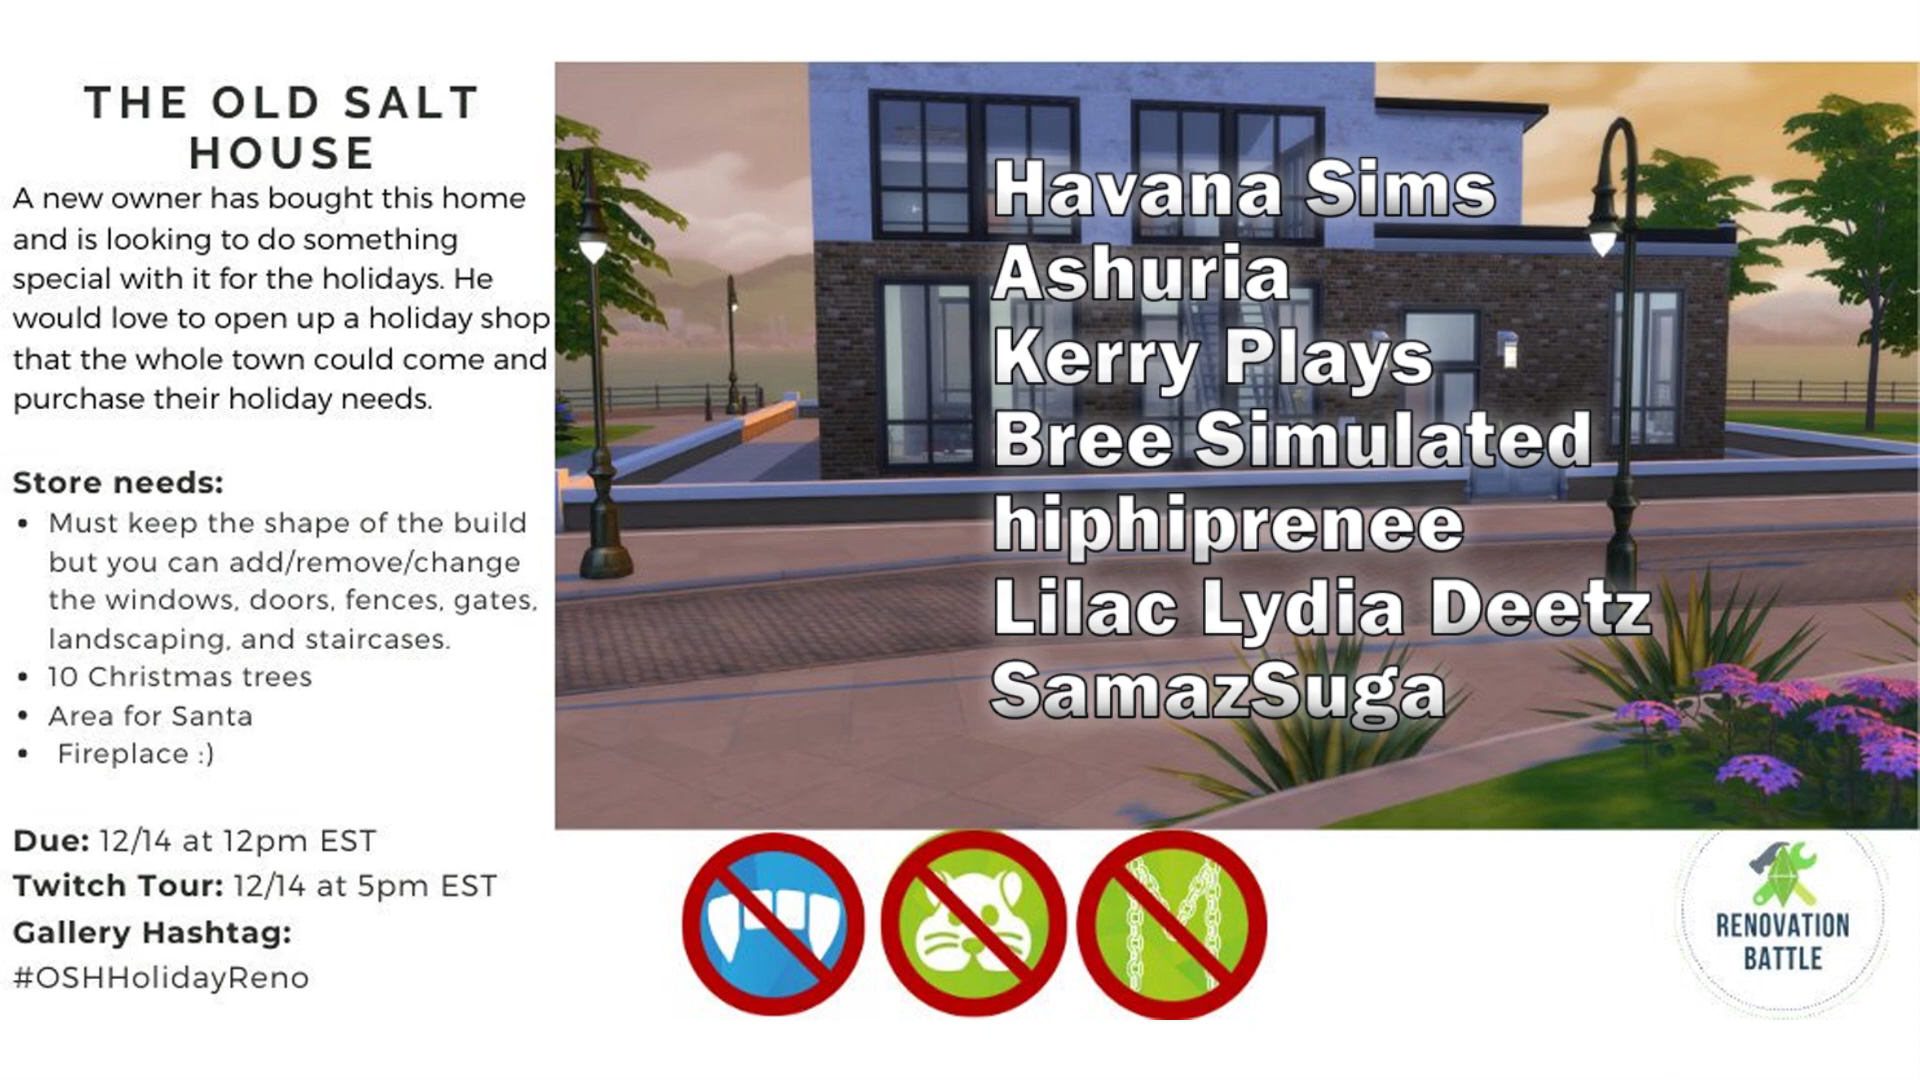 THE OLD SALT
HOUSE
A new owner has bought this home
and is looking to do something
special with it for the holidays. He
would love to open up a holiday shop
that the whole town could come and
purchase their holiday needs.
Store needs:
• Must keep the shape of the build
but you can add/remove/change
the windows, doors, fences, gates,
landscaping, and staircases.
• 10 Christmas trees
• Area for Santa
• Fireplace :)
Due: 12/14 at 12pm EST
Twitch Tour: 12/14 at 5pm EST
Gallery Hashtag:
#OSHHolidayReno
Havana Sims
Ashuria
Kerry Plays
Bree Simulated
hiphiprenee
Lilac Lydia Deetz
SamazSuga
RENOVATION
BATTLE